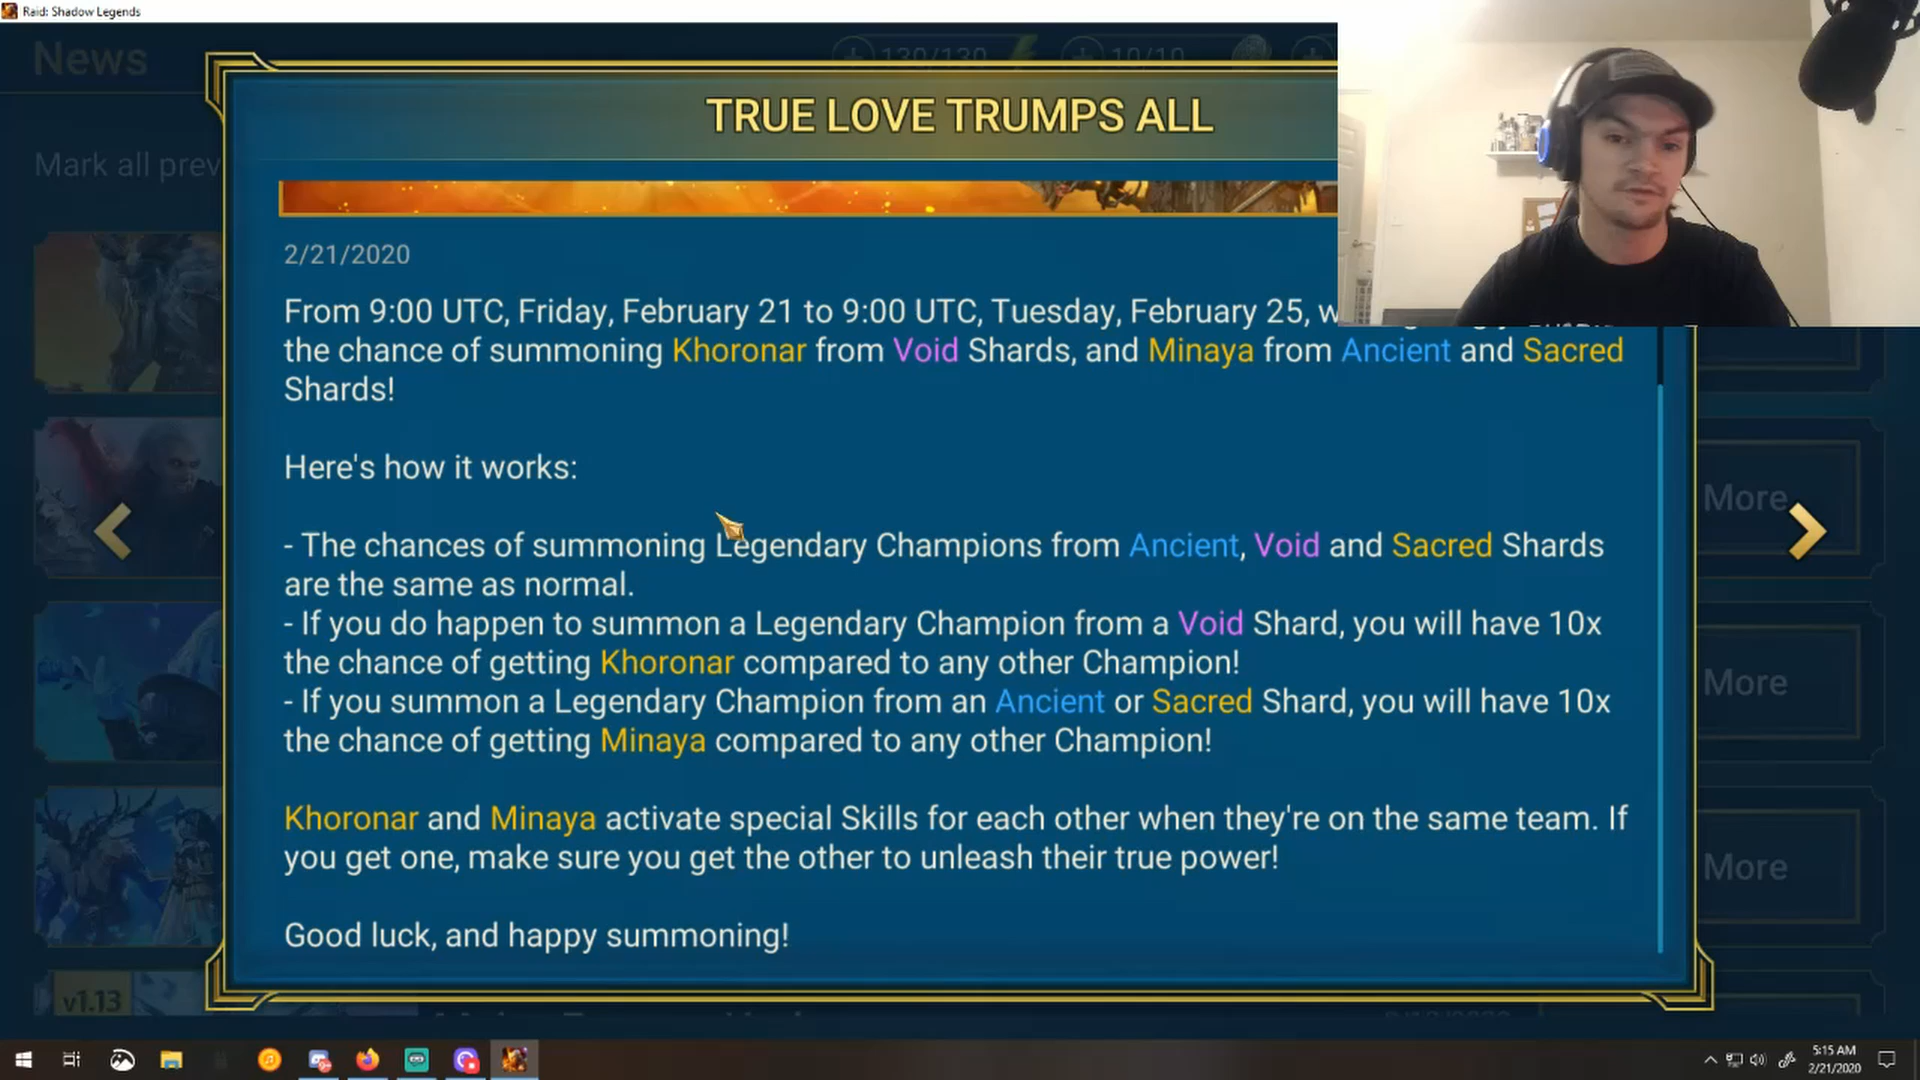 Raid: Shadow Legends
News
130/130
10/10
TRUE LOVE TRUMPS ALL
Mark all prev
2/21/2020
From 9:00 UTC, Friday, February 21 to 9:00 UTC, Tuesday, February 25, w
the chance of summoning Khoronar from Void Shards, and Minaya from Ancient and Sacred
Shards!
Here's how it works:
- The chances of summoning Legendary Champions from Ancient, Void and Sacred Shards
are the same as normal.
- If you do happen to summon a Legendary Champion from a Void Shard, you will have 10x
the chance of getting Khoronar compared to any other Champion!
- If you summon a Legendary Champion from an Ancient or Sacred Shard, you will have 10x
the chance of getting Minaya compared to any other Champion!
Khoronar and Minaya activate special Skills for each other when they're on the same team. If
you get one, make sure you get the other to unleash their true power!
Good luck, and happy summoning!
More
More
More
v1.13
5:15 AM
2/21/2020